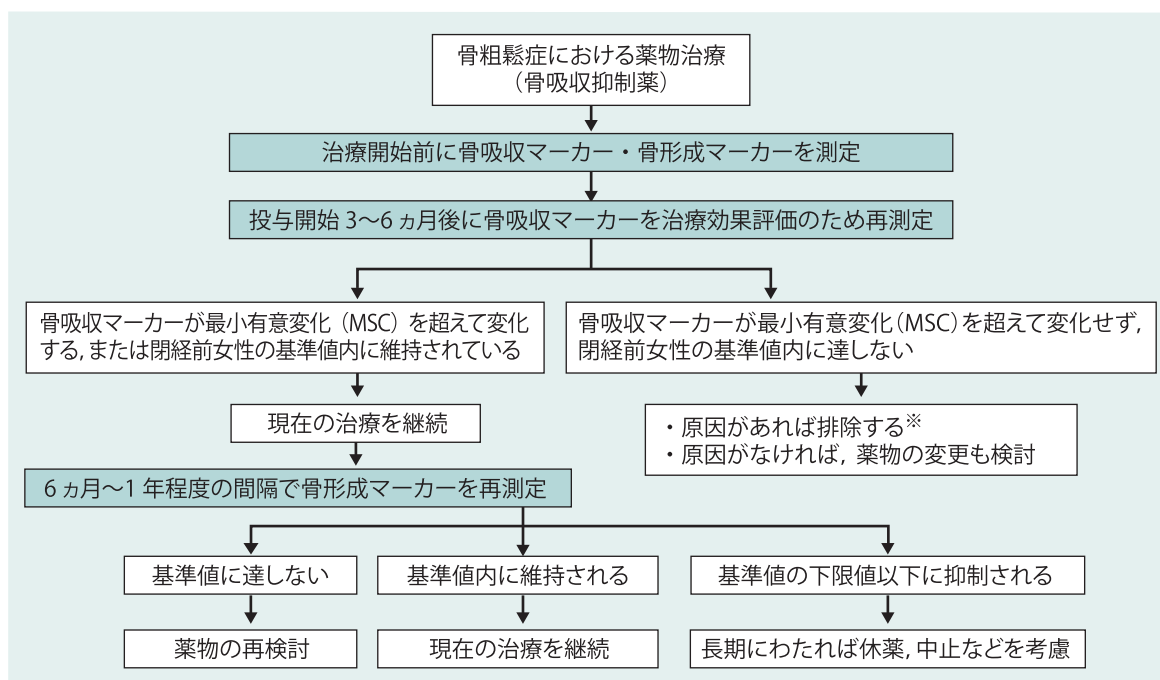 骨粗鬆症における薬物治療
（骨吸収抑制薬）
治療開始前に骨吸収マーカー・骨形成マーカーを測定
投与開始 3～6 ヵ月後に骨吸収マーカーを治療効果評価のため再測定
骨吸収マーカーが最小有意変化（MSC）を超えて変化
する，または閉経前女性の基準値内に維持されている
骨吸収マーカーが最小有意変化（MSC）を超えて変化せず，
閉経前女性の基準値内に達しない
現在の治療を継続
・原因があれば排除する※
・原因がなければ，薬物の変更も検討
6 ヵ月～1 年程度の間隔で骨形成マーカーを再測定
基準値に達しない
基準値内に維持される
基準値の下限値以下に抑制される
薬物の再検討
現在の治療を継続
長期にわたれば休薬，中止などを考慮